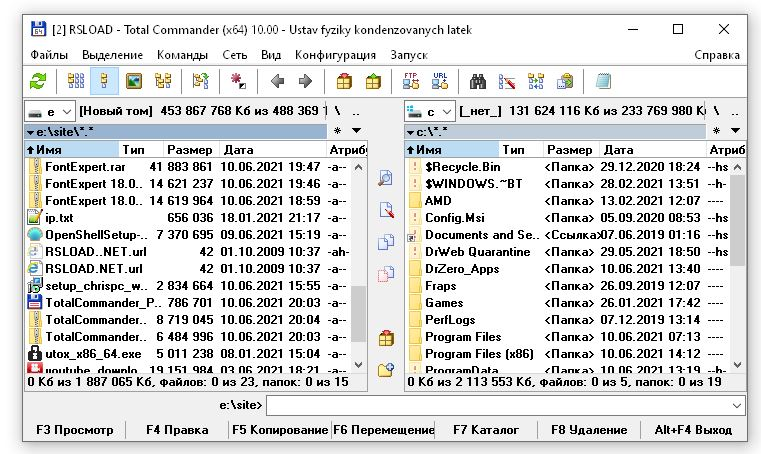 [2] RSLOAD - Total Commander (x64) 10.00 - Ustav fyziky kondenzovanych latek
Файлы Выделение Команды Сеть Вид Конфигурация Запуск Справка
FTP URL
e [Новый том] 453 867 768 Кб из 488 369 1 \ ..
e:\site\*.* * ▼
Имя Тип Размер Дата Атрибу
FontExpert.rar 41 883 861 10.06.2021 19:47 -a--
FontExpert 18.0.. 14 621 237 10.06.2021 19:46 -a--
FontExpert 18.0.. 14 619 964 10.06.2021 18:59 -a--
ip.txt 656 036 18.01.2021 21:17 -a--
OpenShellSetup-.. 7 370 695 09.06.2021 15:19 -a--
RSLOAD..NET.url 42 01.10.2009 10:37 -ah-
RSLOAD.NET.url 42 01.10.2009 10:37 -a--
setup_chrispc_w.. 2 834 664 10.06.2021 15:55 -a--
TotalCommander_P.. 786 701 10.06.2021 20:03 -a--
TotalCommander.. 8 719 045 10.06.2021 20:04 -a--
TotalCommander.. 6 484 996 10.06.2021 20:03 -a--
utox_x86_64.exe 5 011 238 08.01.2021 15:04 -a--
youtube_downlo.. 19 151 984 03.06.2021 18:21 -a--
0 Кб из 1 887 065 Кб, файлов: 0 из 23, папок: 0 из 15
c [_нет_] 131 624 116 Кб из 233 769 980 К \ ..
c:\*.* * ▼
Имя Тип Размер Дата Атриб
$Recycle.Bin <Папка> 29.12.2020 18:24 --hs
$WINDOWS.~BT <Папка> 28.02.2021 13:51 --h-
AMD <Папка> 13.02.2021 12:07 ----
Config.Msi <Папка> 05.09.2020 08:53 --hs
Documents and Se.. <Ссылка> 07.06.2019 01:16 --hs
DrWeb Quarantine <Папка> 29.05.2021 18:50 --hs
DrZero_Apps <Папка> 10.06.2021 13:40 ----
Fraps <Папка> 26.09.2019 12:07 ----
Games <Папка> 26.01.2021 17:42 ----
PerfLogs <Папка> 07.12.2019 13:14 ----
Program Files <Папка> 10.06.2021 07:13 ----
Program Files (x86) <Папка> 10.06.2021 14:12 ----
ProgramData <Папка> 10.06.2021 13:19 --h-
0 Кб из 2 113 553 Кб, файлов: 0 из 5, папок: 0 из 19
e:\site>
F3 Просмотр F4 Правка F5 Копирование F6 Перемещение F7 Каталог F8 Удаление Alt+F4 Выход